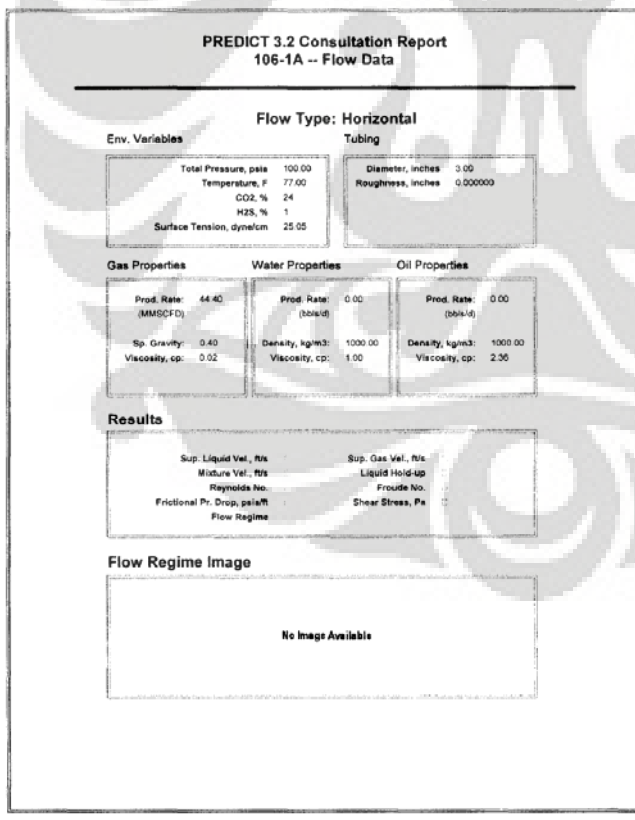 PREDICT 3.2 Consultation Report
106-1A -- Flow Data
Flow Type: Horizontal
Env. Variables
Total Pressure, psia 100.00
Temperature, F 77.00
CO2, % 24
H2S, % 1
Surface Tension, dyne/cm 25.05
Tubing
Diameter, inches 3.00
Roughness, inches 0.000000
Gas Properties
Prod. Rate: 44.40
(MMSCFD)
Sp. Gravity: 0.40
Viscosity, cp: 0.02
Water Properties
Prod. Rate: 0.00
(bbls/d)
Density, kg/m3: 1000.00
Viscosity, cp: 1.00
Oil Properties
Prod. Rate: 0.00
(bbls/d)
Density, kg/m3: 1000.00
Viscosity, cp: 2.36
Results
Sup. Liquid Vel., ft/s :
Mixture Vel., ft/s
Reynolds No.
Frictional Pr. Drop, psia/ft :
Flow Regime
Sup. Gas Vel., ft/s
Liquid Hold-up
Froude No.
Shear Stress, Pa :
Flow Regime Image
No Image Available